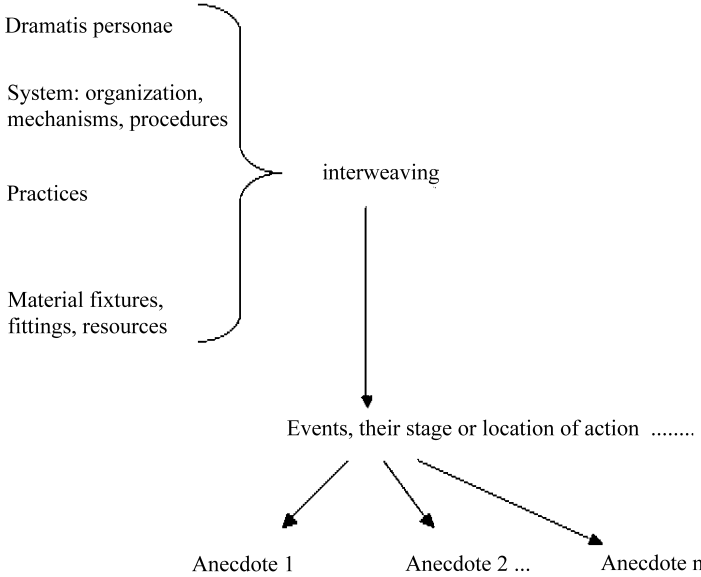 Dramatis personae
System: organization,
mechanisms, procedures
interweaving
Practices
Material fixtures,
fittings, resources
Events, their stage or location of action ........
Anecdote 1
Anecdote 2 ...
Anecdote n